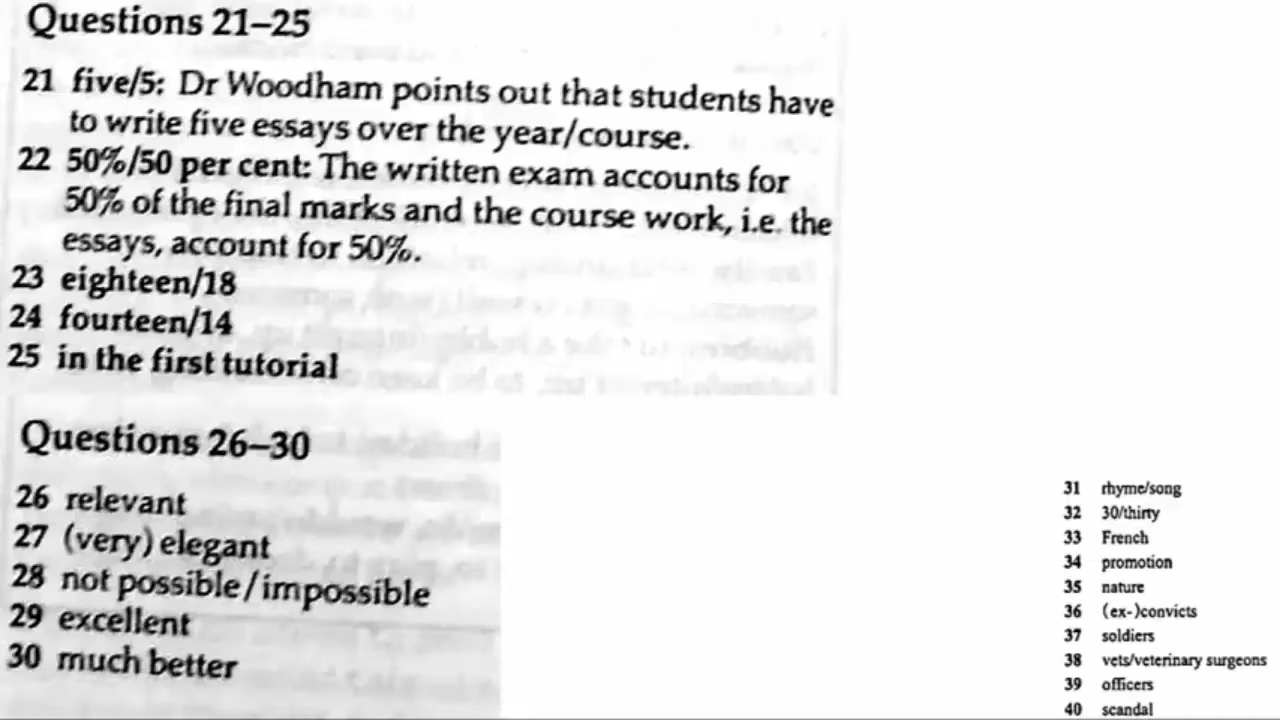 Questions 21–25
21 five/5: Dr Woodham points out that students have
to write five essays over the year/course.
22 50%/50 per cent: The written exam accounts for
50% of the final marks and the course work, i.e. the
essays, account for 50%.
23 eighteen/18
24 fourteen/14
25 in the first tutorial
Questions 26–30
26 relevant
27 (very) elegant
28 not possible/impossible
29 excellent
30 much better
31 rhyme/song
32 30/thirty
33 French
34 promotion
35 nature
36 (ex-)convicts
37 soldiers
38 vets/veterinary surgeons
39 officers
40 scandal